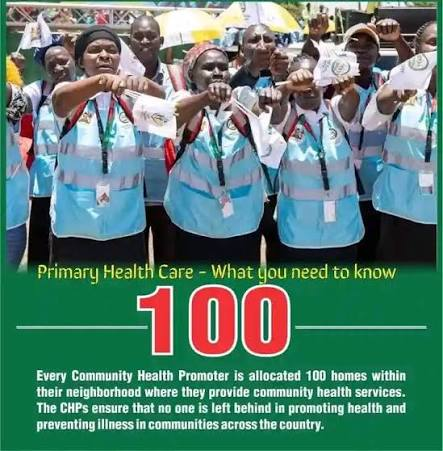 Primary Health Care - What you need to know
100
Every Community Health Promoter is allocated 100 homes within
their neighborhood where they provide community health services.
The CHPs ensure that no one is left behind in promoting health and
preventing illness in communities across the country.